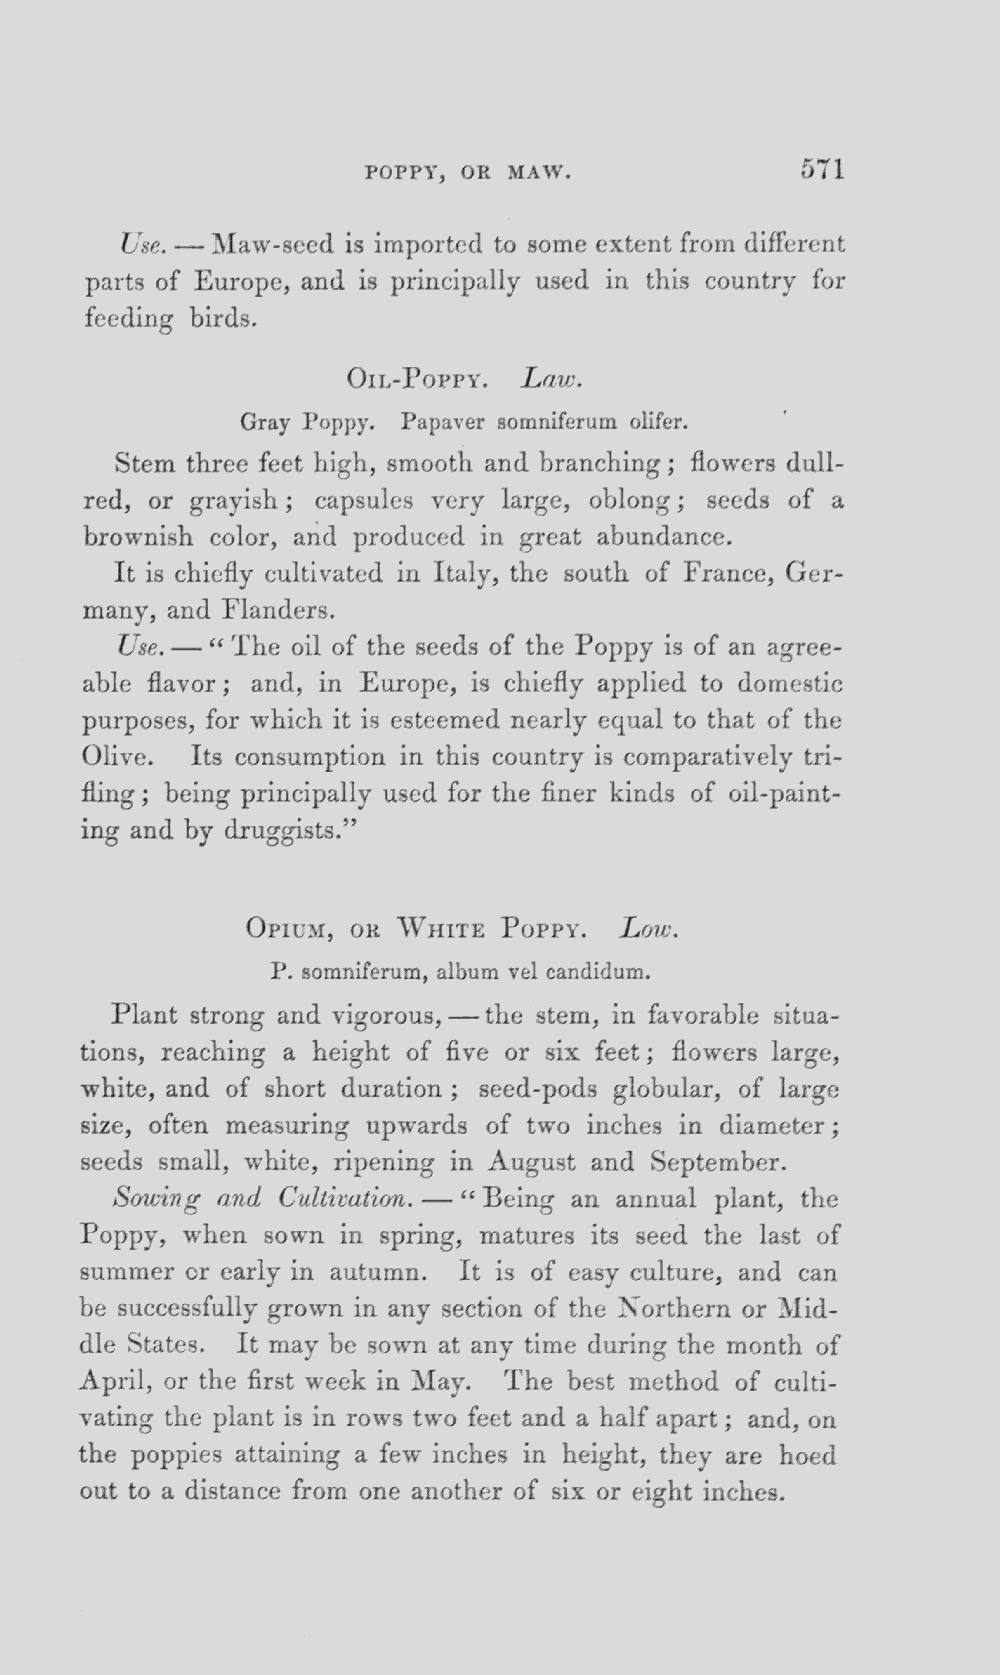 POPPY, OR MAW. 571
Use. — Maw-seed is imported to some extent from different
parts of Europe, and is principally used in this country for
feeding birds.
OIL-POPPY. Law.
Gray Poppy. Papaver somniferum olifer.
Stem three feet high, smooth and branching; flowers dull-
red, or grayish; capsules very large, oblong; seeds of a
brownish color, and produced in great abundance.
It is chiefly cultivated in Italy, the south of France, Ger-
many, and Flanders.
Use. — “The oil of the seeds of the Poppy is of an agree-
able flavor; and, in Europe, is chiefly applied to domestic
purposes, for which it is esteemed nearly equal to that of the
Olive. Its consumption in this country is comparatively tri-
fling; being principally used for the finer kinds of oil-paint-
ing and by druggists.”
OPIUM, OR WHITE POPPY. Low.
P. somniferum, album vel candidum.
Plant strong and vigorous, — the stem, in favorable situa-
tions, reaching a height of five or six feet; flowers large,
white, and of short duration; seed-pods globular, of large
size, often measuring upwards of two inches in diameter;
seeds small, white, ripening in August and September.
Sowing and Cultivation. — “Being an annual plant, the
Poppy, when sown in spring, matures its seed the last of
summer or early in autumn. It is of easy culture, and can
be successfully grown in any section of the Northern or Mid-
dle States. It may be sown at any time during the month of
April, or the first week in May. The best method of culti-
vating the plant is in rows two feet and a half apart; and, on
the poppies attaining a few inches in height, they are hoed
out to a distance from one another of six or eight inches.